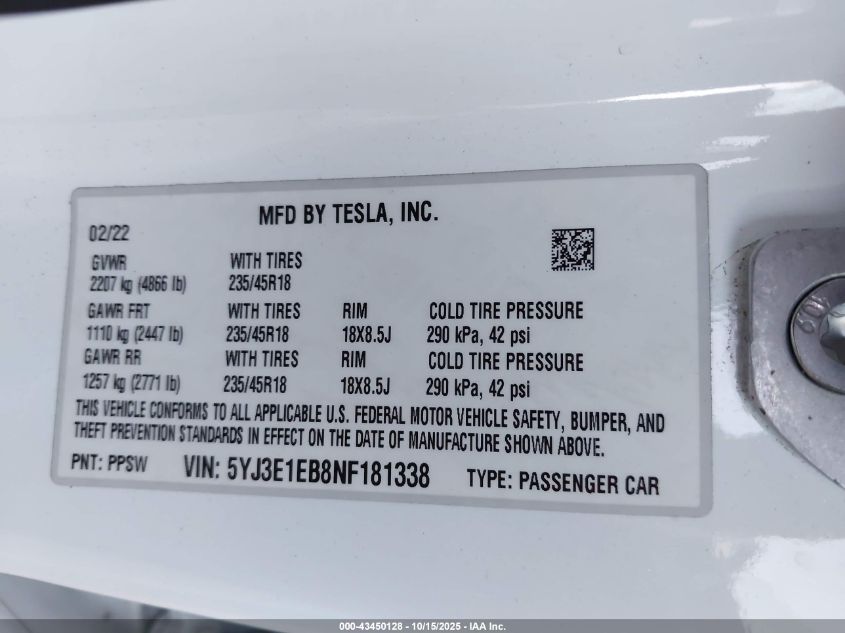 MFD BY TESLA, INC.
02/22
GVWR WITH TIRES
2207 kg (4866 lb) 235/45R18
GAWR FRT WITH TIRES RIM COLD TIRE PRESSURE
1110 kg (2447 lb) 235/45R18 18X8.5J 290 kPa, 42 psi
GAWR RR WITH TIRES RIM COLD TIRE PRESSURE
1257 kg (2771 lb) 235/45R18 18X8.5J 290 kPa, 42 psi
THIS VEHICLE CONFORMS TO ALL APPLICABLE U.S. FEDERAL MOTOR VEHICLE SAFETY, BUMPER, AND
THEFT PREVENTION STANDARDS IN EFFECT ON THE DATE OF MANUFACTURE SHOWN ABOVE.
PNT: PPSW VIN: 5YJ3E1EB8NF181338 TYPE: PASSENGER CAR
000-43450128 - 10/15/2025 - IAA Inc.